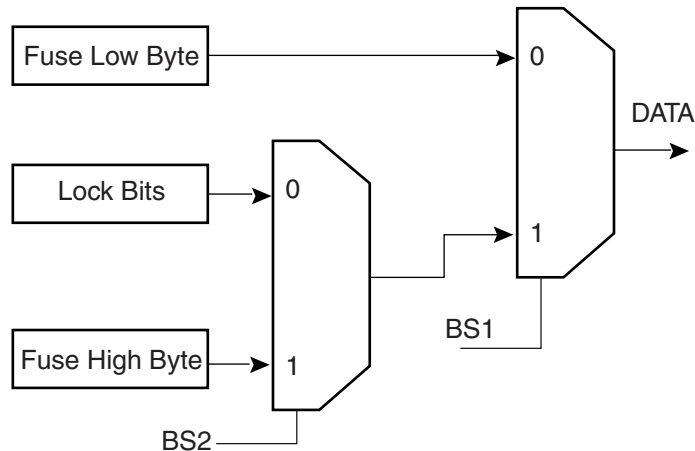 Fuse Low Byte
0
DATA
Lock Bits
0
1
BS1
Fuse High Byte
1
BS2